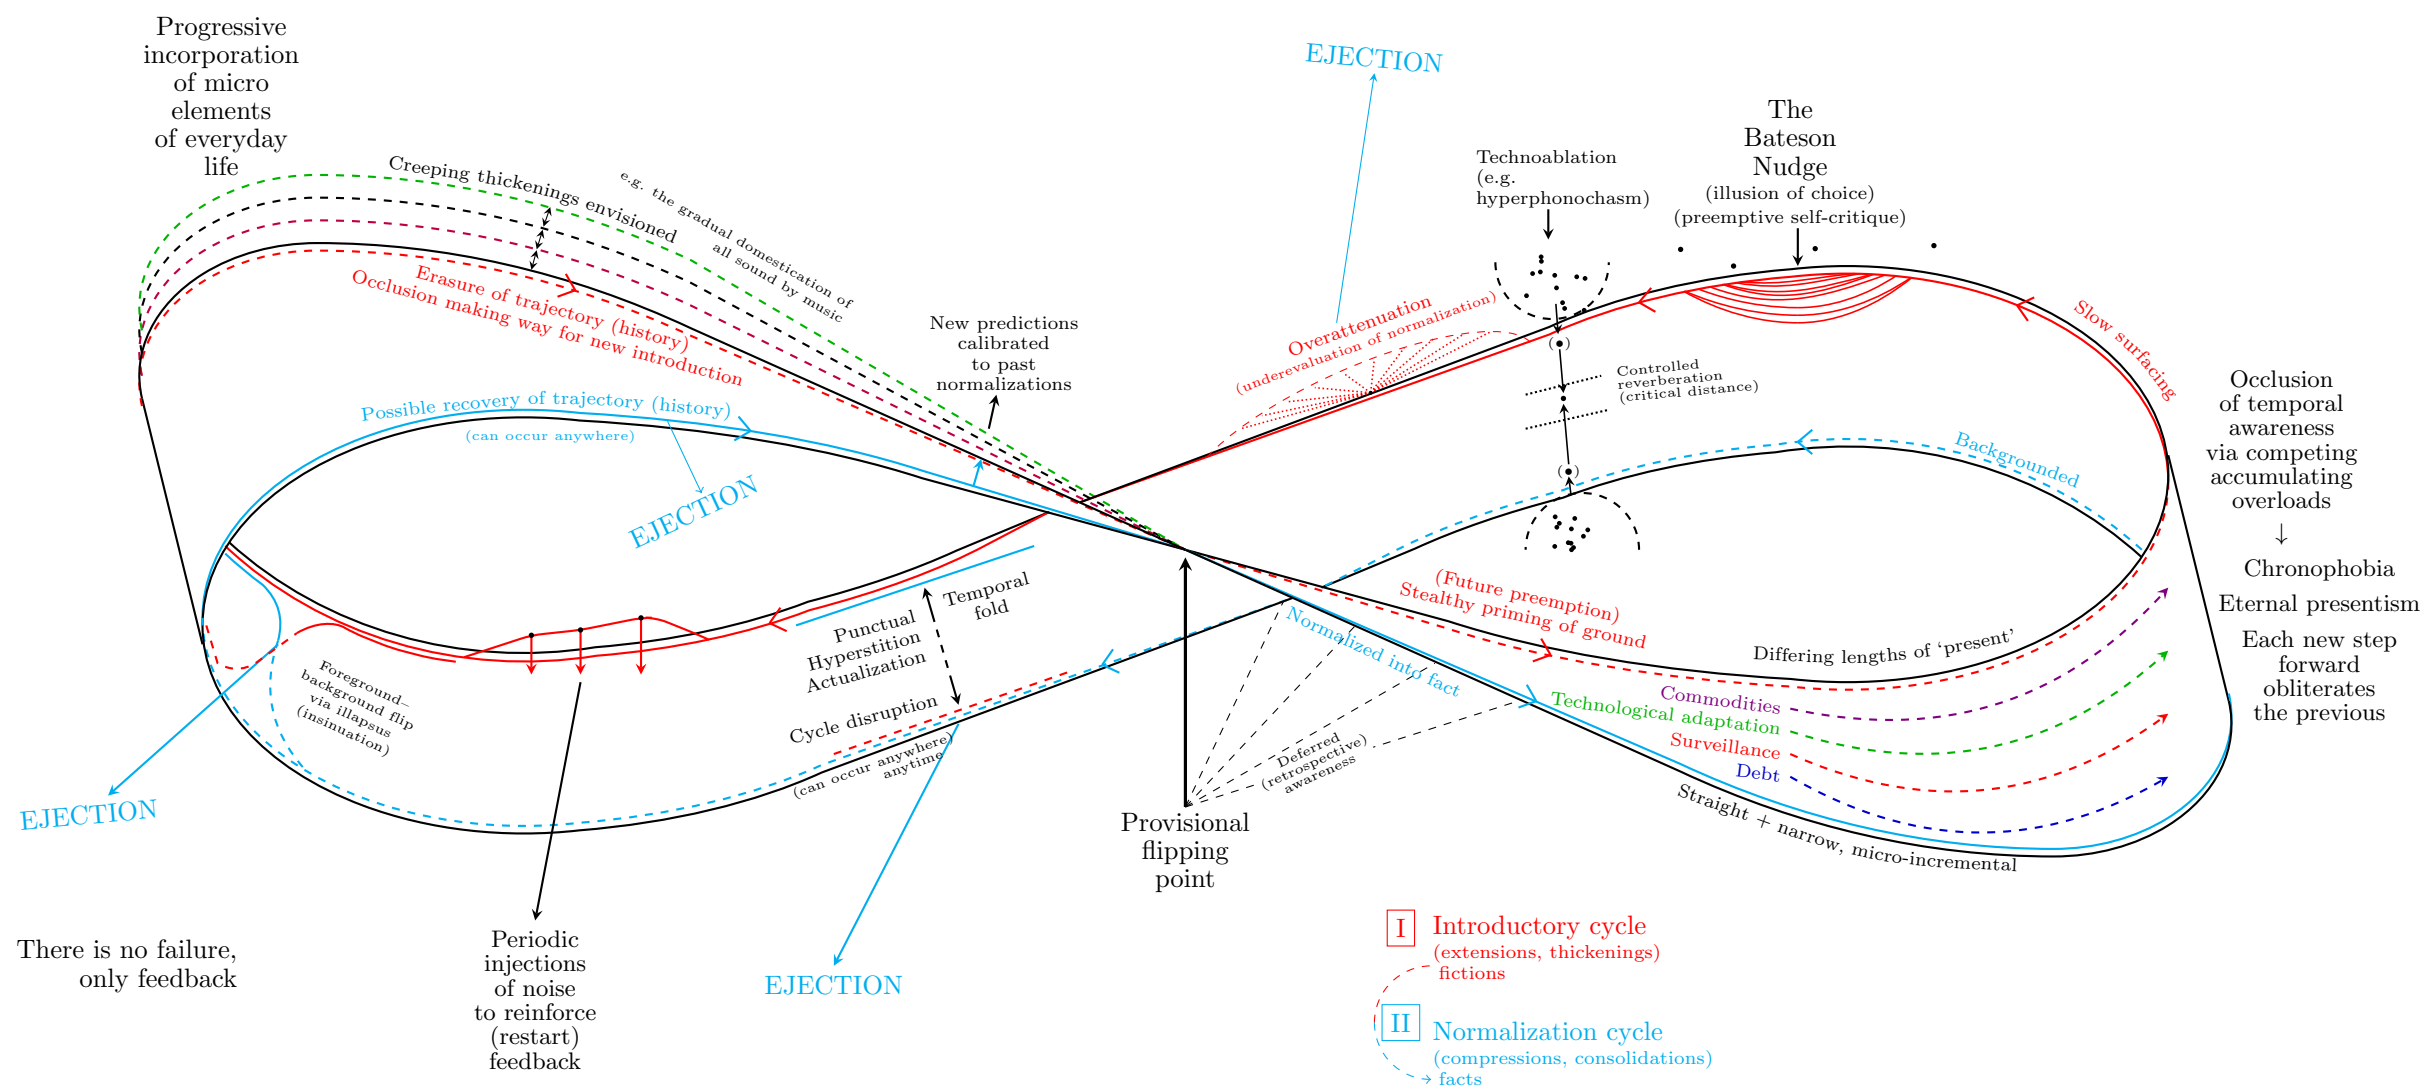 Progressive
incorporation
of micro
elements
of everyday
life
Creeping thickenings envisioned
e.g. the gradual domestication of
all sound by music
Erasure of trajectory (history)
Occlusion making way for new introduction
Possible recovery of trajectory (history)
(can occur anywhere)
EJECTION
New predictions
calibrated
to past
normalizations
EJECTION
Overattenuation
(underevaluation of normalization)
Technoablation
(e.g.
hyperphonochasm)
The
Bateson
Nudge
(illusion of choice)
(preemptive self-critique)
Controlled
reverberation
(critical distance)
Slow surfacing
Backgrounded
Occlusion
of temporal
awareness
via competing
accumulating
overloads
↓
Chronophobia
Eternal presentism
Each new step
forward
obliterates
the previous
(Future preemption)
Stealthy priming of ground
Normalized into fact
Differing lengths of ‘present’
Commodities
Technological adaptation
Surveillance
Debt
Straight + narrow, micro-incremental
Temporal
fold
Punctual
Hyperstition
Actualization
Cycle disruption
(can occur anywhere)
anytime
Deferred
(retrospective)
awareness
Foreground–
background flip
via illapsus
(insinuation)
EJECTION
EJECTION
Provisional
flipping
point
There is no failure,
only feedback
Periodic
injections
of noise
to reinforce
(restart)
feedback
I Introductory cycle
(extensions, thickenings)
fictions
II Normalization cycle
(compressions, consolidations)
facts